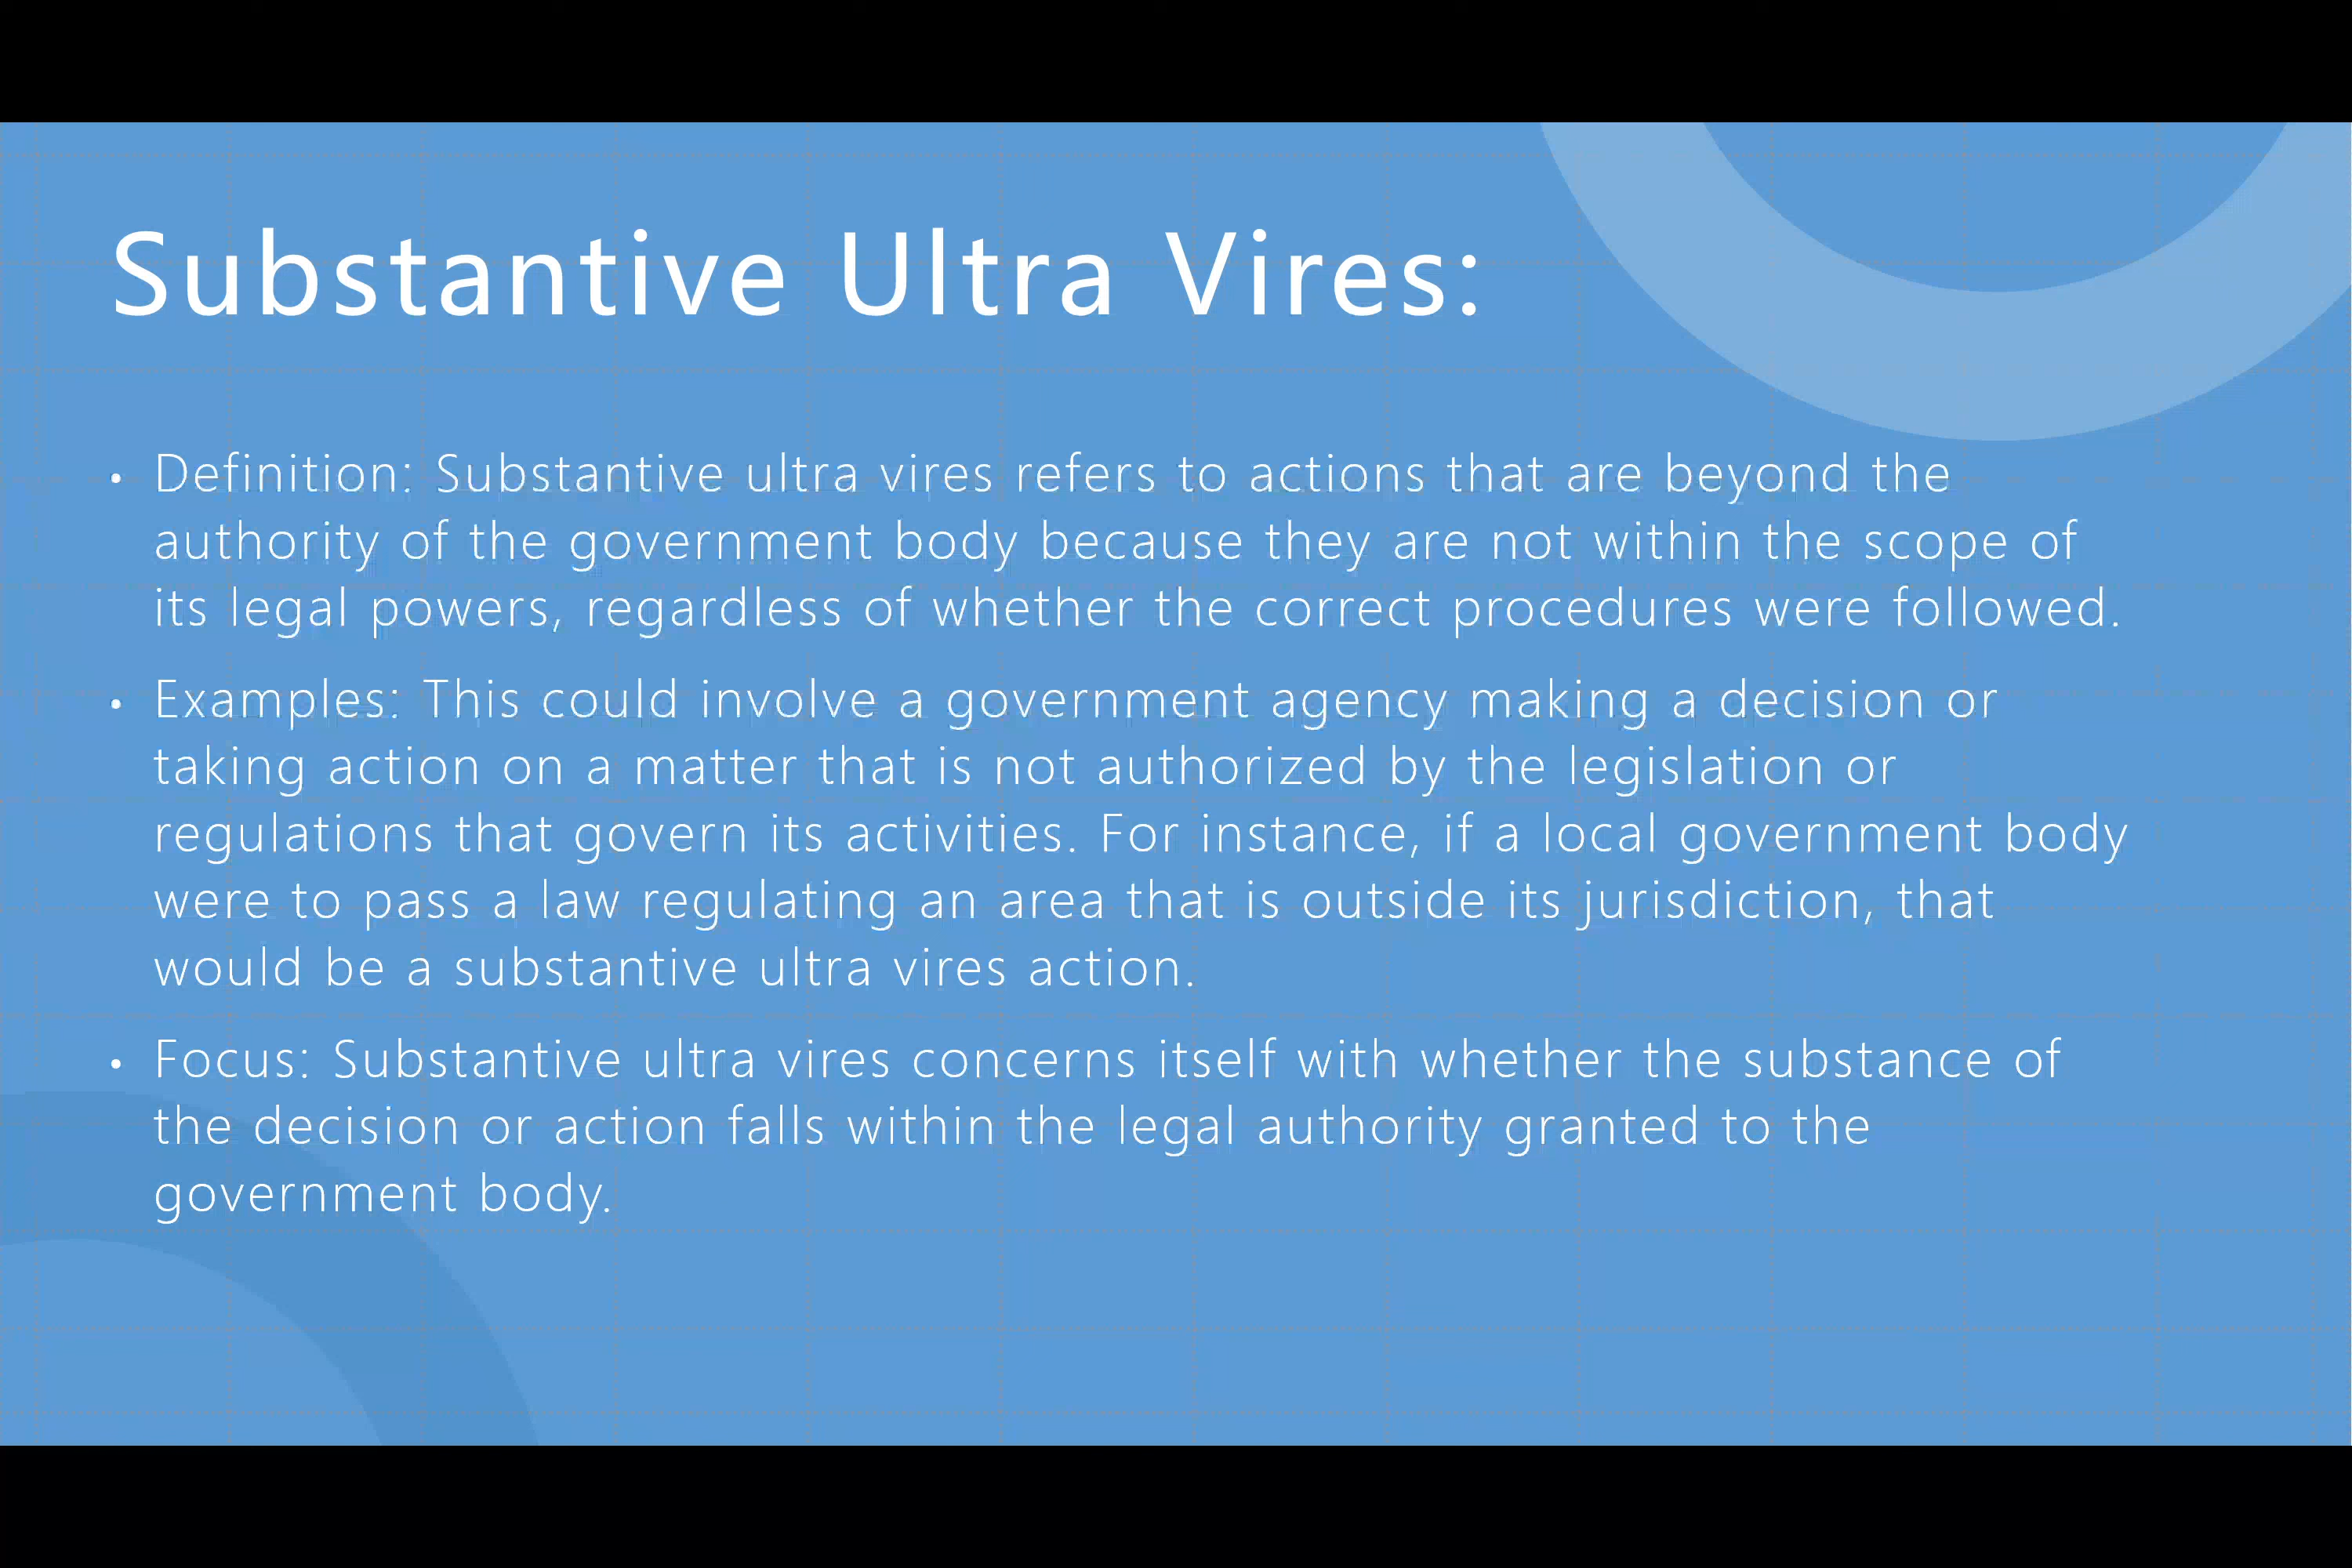 Substantive Ultra Vires:
• Definition: Substantive ultra vires refers to actions that are beyond the
authority of the government body because they are not within the scope of
its legal powers, regardless of whether the correct procedures were followed.
• Examples: This could involve a government agency making a decision or
taking action on a matter that is not authorized by the legislation or
regulations that govern its activities. For instance, if a local government body
were to pass a law regulating an area that is outside its jurisdiction, that
would be a substantive ultra vires action.
• Focus: Substantive ultra vires concerns itself with whether the substance of
the decision or action falls within the legal authority granted to the
government body.